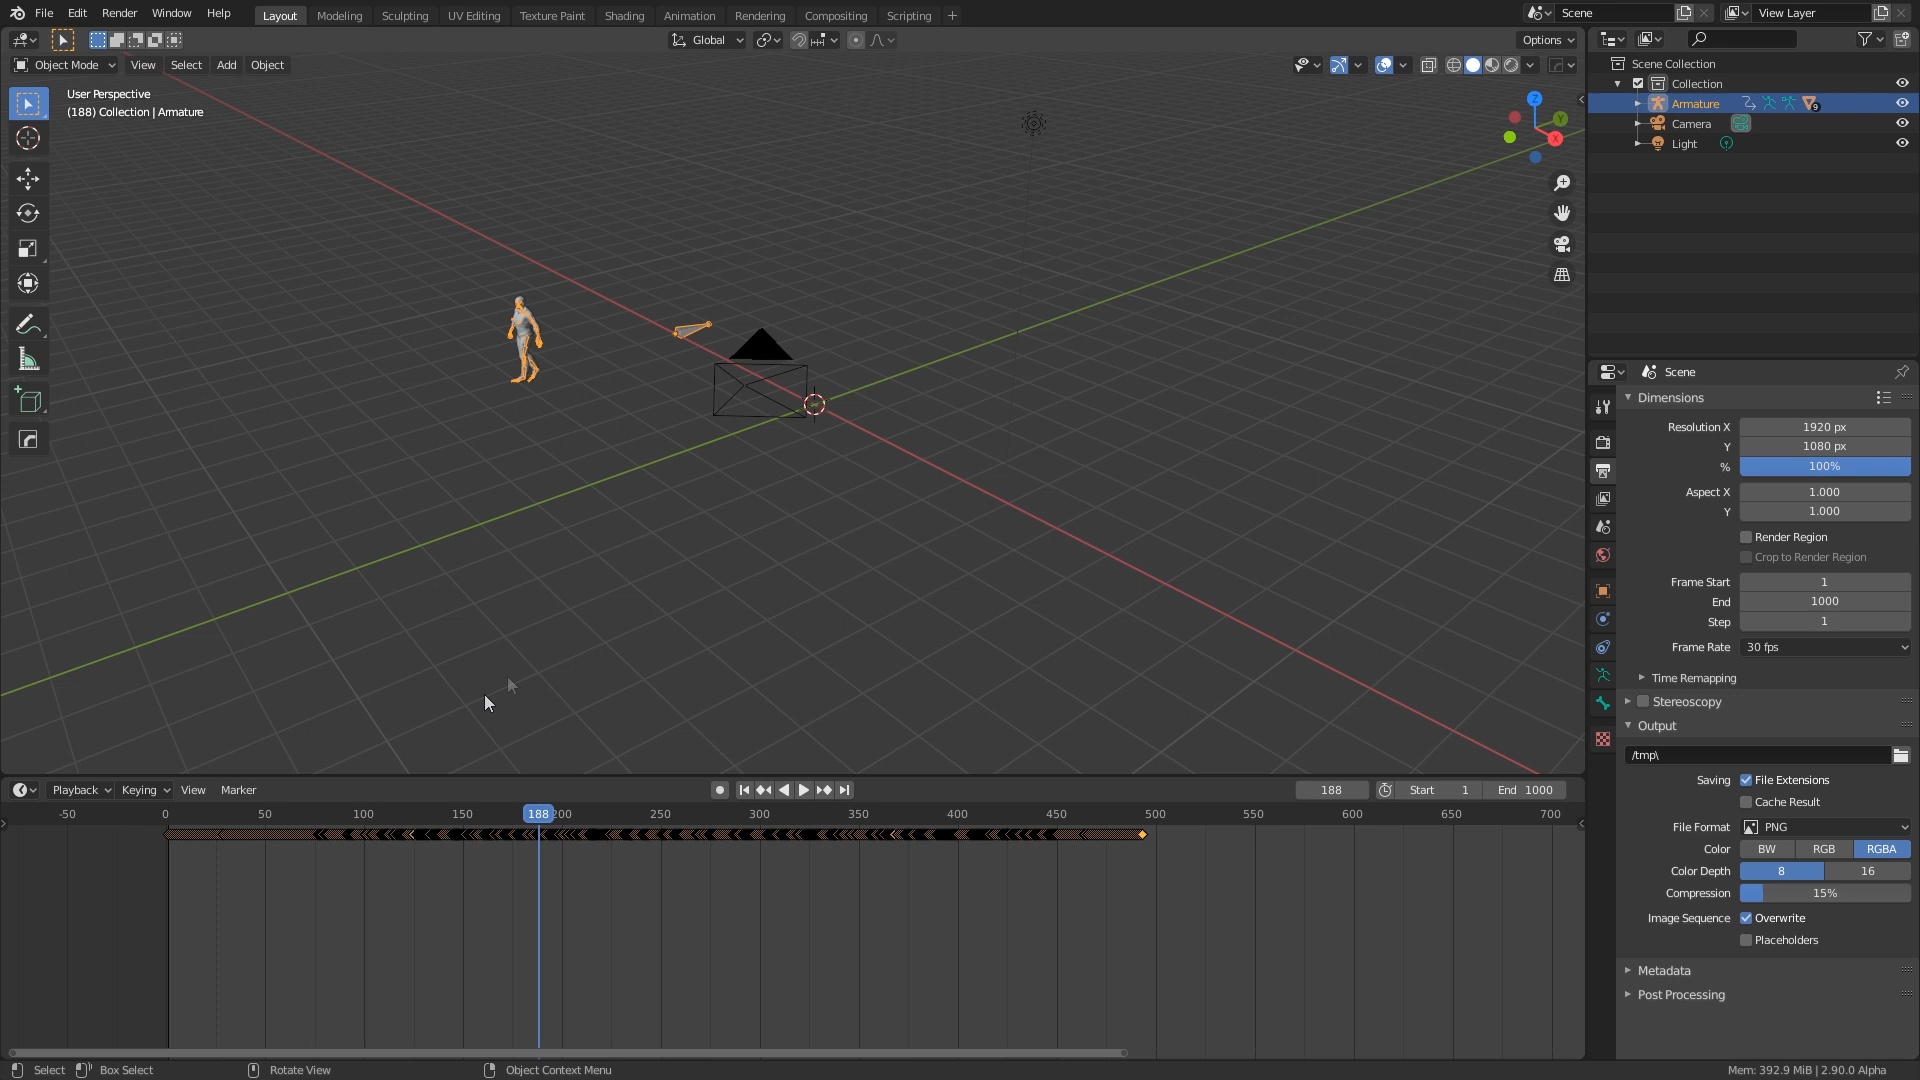 File Edit Render Window Help Layout Modeling Sculpting UV Editing Texture Paint Shading Animation Rendering Compositing Scripting + Scene View Layer
Global Options
Object Mode View Select Add Object
User Perspective
(188) Collection | Armature
Z
Y
X
Scene Collection
Collection
Armature 9
Camera
Light
Scene
Dimensions
Resolution X 1920 px
Y 1080 px
% 100%
Aspect X 1.000
Y 1.000
Render Region
Crop to Render Region
Frame Start 1
End 1000
Step 1
Frame Rate 30 fps
Time Remapping
Stereoscopy
Output
/tmp\
Saving File Extensions
Cache Result
File Format PNG
Color BW RGB RGBA
Color Depth 8 16
Compression 15%
Image Sequence Overwrite
Placeholders
Metadata
Post Processing
Playback Keying View Marker 188 Start 1 End 1000
-50 0 50 100 150 188 200 250 300 350 400 450 500 550 600 650 700
Select Box Select Rotate View Object Context Menu Mem: 392.9 MiB | 2.90.0 Alpha